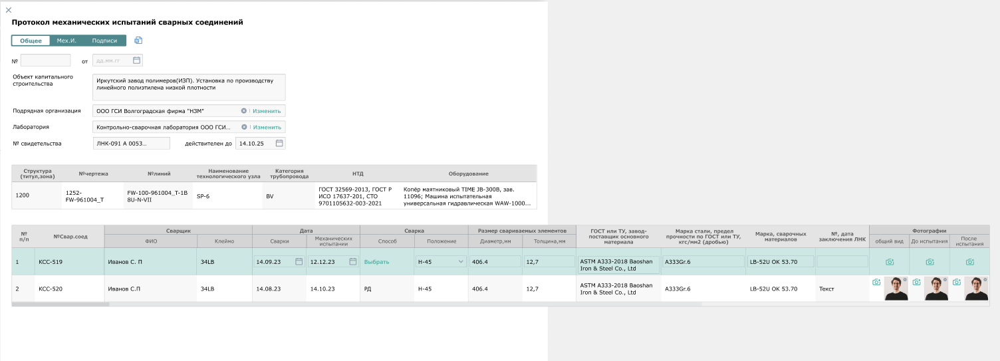 Протокол механических испытаний сварных соединений
Общее Мех.И. Подписи
№ от дд.мм.гг
Объект капитального строительства
Иркутский завод полимеров(ИЗП). Установка по производству
линейного полиэтилена низкой плотности
Подрядная организация ООО ГСИ Волгоградская фирма "НЗМ" Изменить
Лаборатория Контрольно-сварочная лаборатория ООО ГСИ... Изменить
№ свидетельства ЛНК-091 А 0053... действителен до 14.10.25
Структура (титул,зона) №чертежа №линий Наименование технологического узла Категория трубопровода НТД Оборудование
1200 1252-FW-961004_T FW-100-961004_T-1B8U-N-VII SP-6 BV ГОСТ 32569-2013, ГОСТ Р ИСО 17637-201, СТО 9701105632-003-2021 Копёр маятниковый TIME JB-300B, зав. 11096; Машина испытательная универсальная гидравлическая WAW-1000...
№ п/п №Свар.соед Сварщик Дата Сварка Размер свариваемых элементов ГОСТ или ТУ, завод-поставщик основного материала Марка стали, предел прочности по ГОСТ или ТУ, кгс/мм2 (дробью) Марка, сварочных материалов №, дата заключения ЛНК Фотографии
ФИО Клеймо Сварки Механических испытании Способ Положение Диаметр,мм Толщина,мм общий вид До испытания После испытания
1 КСС-519 Иванов С. П 34LB 14.09.23 12.12.23 Выбрать Н-45 406.4 12,7 ASTM A333-2018 Baoshan Iron & Steel Co., Ltd A333Gr.6 LB-52U OK 53.70
2 КСС-520 Иванов С.П 34LB 14.08.23 14.10.23 РД Н-45 406.4 12,7 ASTM A333-2018 Baoshan Iron & Steel Co., Ltd A333Gr.6 LB-52U OK 53.70 Текст